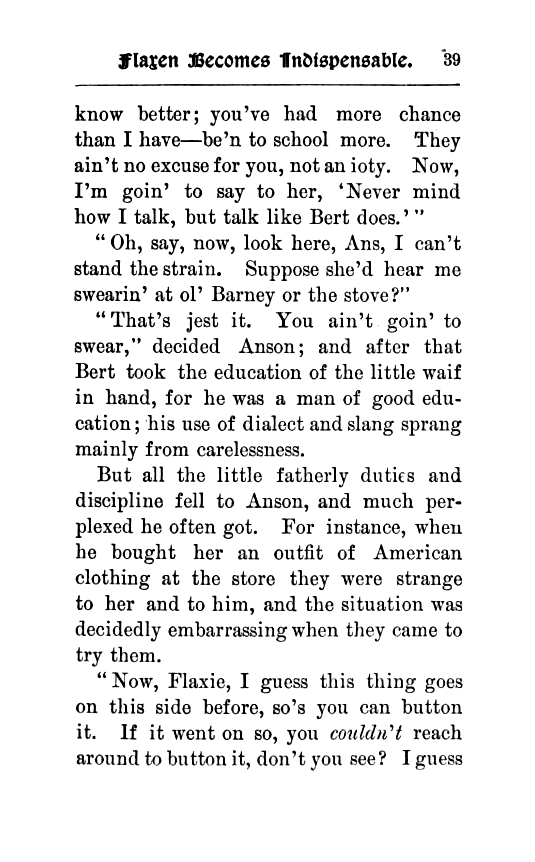 Flaxen Becomes Indispensable. 39
know better; you've had more chance
than I have—be'n to school more. They
ain't no excuse for you, not an ioty. Now,
I'm goin' to say to her, 'Never mind
how I talk, but talk like Bert does.'"
"Oh, say, now, look here, Ans, I can't
stand the strain. Suppose she'd hear me
swearin' at ol' Barney or the stove?"
"That's jest it. You ain't goin' to
swear," decided Anson; and after that
Bert took the education of the little waif
in hand, for he was a man of good edu-
cation; his use of dialect and slang sprang
mainly from carelessness.
But all the little fatherly duties and
discipline fell to Anson, and much per-
plexed he often got. For instance, when
he bought her an outfit of American
clothing at the store they were strange
to her and to him, and the situation was
decidedly embarrassing when they came to
try them.
"Now, Flaxie, I guess this thing goes
on this side before, so's you can button
it. If it went on so, you couldn't reach
around to button it, don't you see? I guess